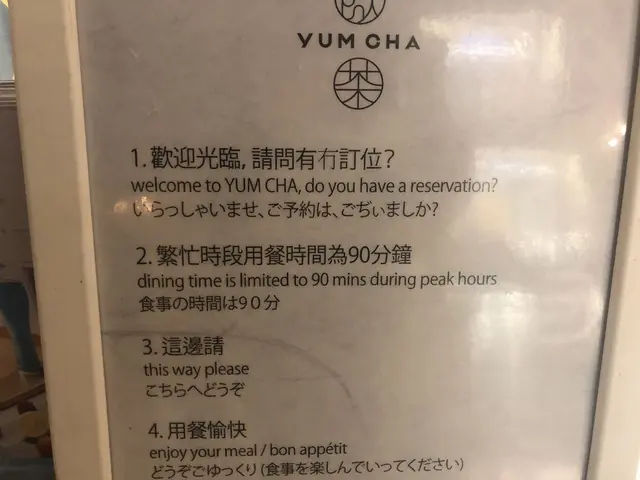 YUM CHA
1. 歡迎光臨, 請問有冇訂位?
welcome to YUM CHA, do you have a reservation?
いらっしゃいませ、ご予約は、ごぢぃましか?
2. 繁忙時段用餐時間為90分鐘
dining time is limited to 90 mins during peak hours
食事の時間は90分
3. 這邊請
this way please
こちらへどうぞ
4. 用餐愉快
enjoy your meal / bon appétit
どうぞごゆっくり(食事を楽しんでいってください)